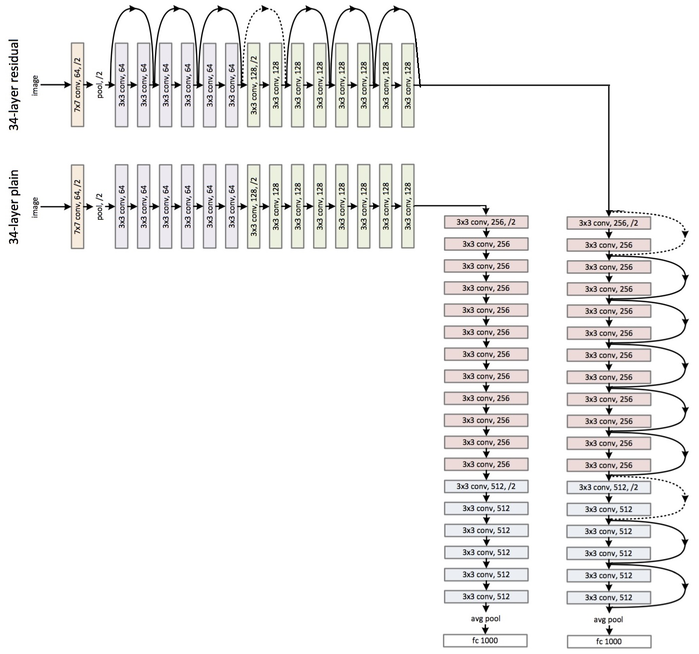 34-layer residual
image
7x7 conv, 64, /2
pool, /2
3x3 conv, 64
3x3 conv, 64
3x3 conv, 64
3x3 conv, 64
3x3 conv, 64
3x3 conv, 64
3x3 conv, 128, /2
3x3 conv, 128
3x3 conv, 128
3x3 conv, 128
3x3 conv, 128
3x3 conv, 128
3x3 conv, 128
3x3 conv, 128
3x3 conv, 256, /2
3x3 conv, 256
3x3 conv, 256
3x3 conv, 256
3x3 conv, 256
3x3 conv, 256
3x3 conv, 256
3x3 conv, 256
3x3 conv, 256
3x3 conv, 256
3x3 conv, 256
3x3 conv, 256
3x3 conv, 512, /2
3x3 conv, 512
3x3 conv, 512
3x3 conv, 512
3x3 conv, 512
3x3 conv, 512
avg pool
fc 1000
34-layer plain
image
7x7 conv, 64, /2
pool, /2
3x3 conv, 64
3x3 conv, 64
3x3 conv, 64
3x3 conv, 64
3x3 conv, 64
3x3 conv, 64
3x3 conv, 128, /2
3x3 conv, 128
3x3 conv, 128
3x3 conv, 128
3x3 conv, 128
3x3 conv, 128
3x3 conv, 128
3x3 conv, 128
3x3 conv, 256, /2
3x3 conv, 256
3x3 conv, 256
3x3 conv, 256
3x3 conv, 256
3x3 conv, 256
3x3 conv, 256
3x3 conv, 256
3x3 conv, 256
3x3 conv, 256
3x3 conv, 256
3x3 conv, 256
3x3 conv, 512, /2
3x3 conv, 512
3x3 conv, 512
3x3 conv, 512
3x3 conv, 512
3x3 conv, 512
avg pool
fc 1000